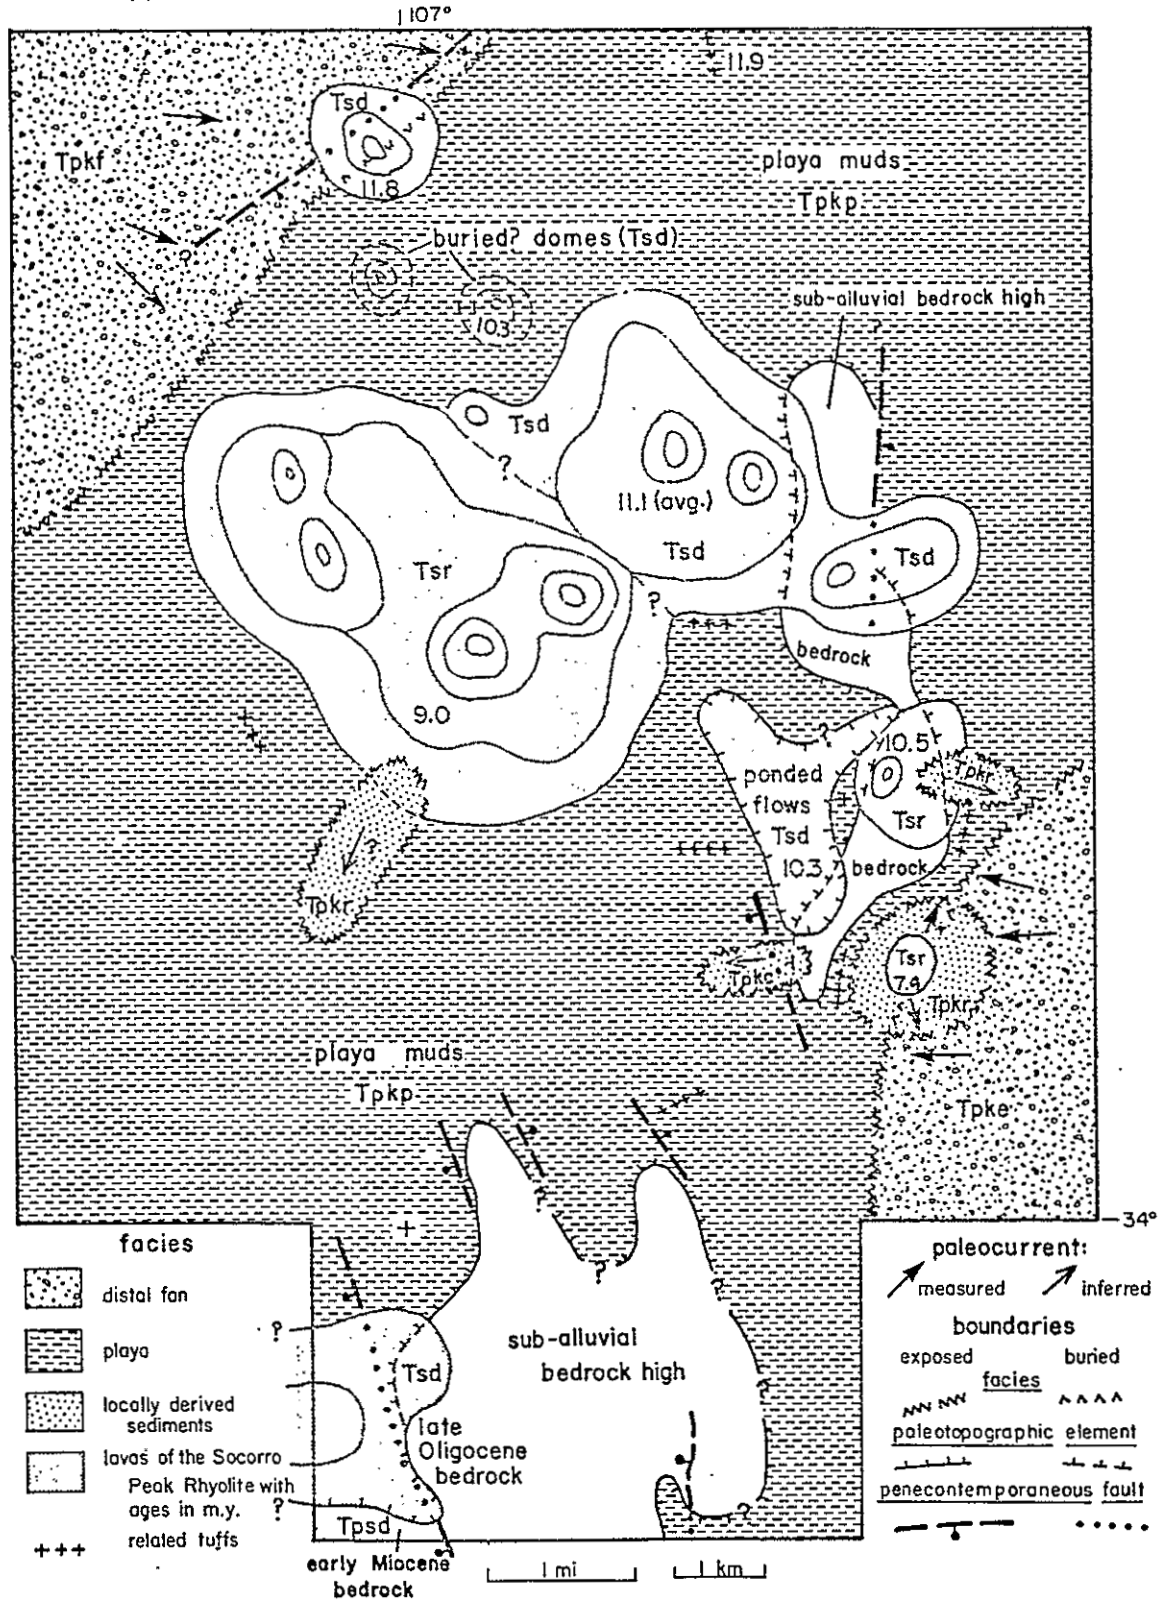 107°
11.9
Tsd
Tpkf
11.8
playa muds
Tpkp
?
buried? domes (Tsd)
10.3
sub-alluvial bedrock high
?
Tsd
?
11.1 (avg.)
Tsd
Tsd
Tsr
?
bedrock
9.0
?
10.5
Tpkr
ponded
flows
Tsd
10.3
Tsr
?
bedrock
?
Tpkr
Tsr
7.4
Tpkr
playa muds
Tpkp
Tpke
?
34°
?
?
facies
distal fan
playa
locally derived
sediments
lavas of the Socorro
Peak Rhyolite with
ages in m.y.
+++ related tuffs
?
?
Tsd
sub-alluvial
bedrock high
late
Oligocene
bedrock
Tpsd
early Miocene
bedrock
?
1 mi
1 km
paleocurrent:
measured inferred
boundaries
exposed buried
facies
paleotopographic element
penecontemporaneous fault